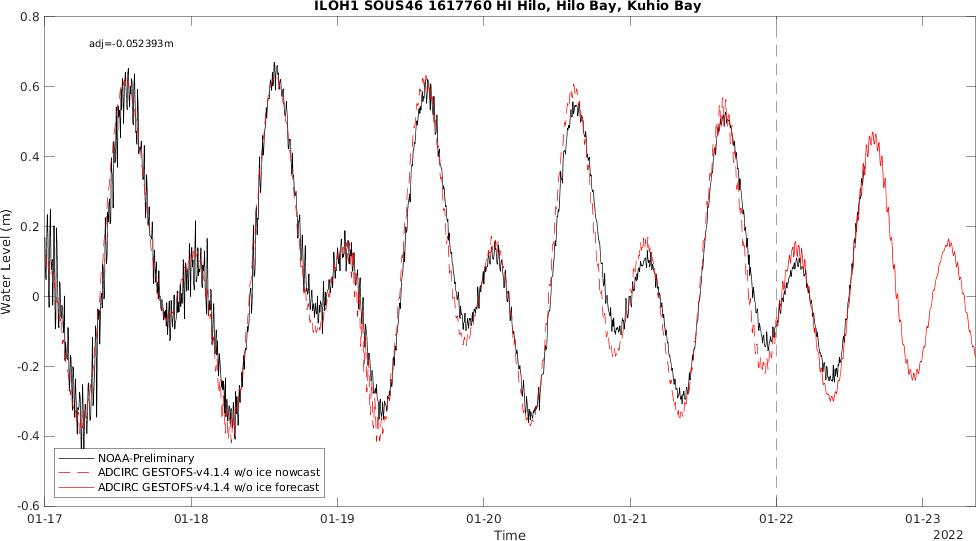 ILOH1 SOUS46 1617760 HI Hilo, Hilo Bay, Kuhio Bay
adj=-0.052393m
0.8
0.6
0.4
0.2
0
-0.2
-0.4
-0.6
Water Level (m)
NOAA-Preliminary
ADCIRC GESTOFS-v4.1.4 w/o ice nowcast
ADCIRC GESTOFS-v4.1.4 w/o ice forecast
01-17 01-18 01-19 01-20 01-21 01-22 01-23
Time
2022